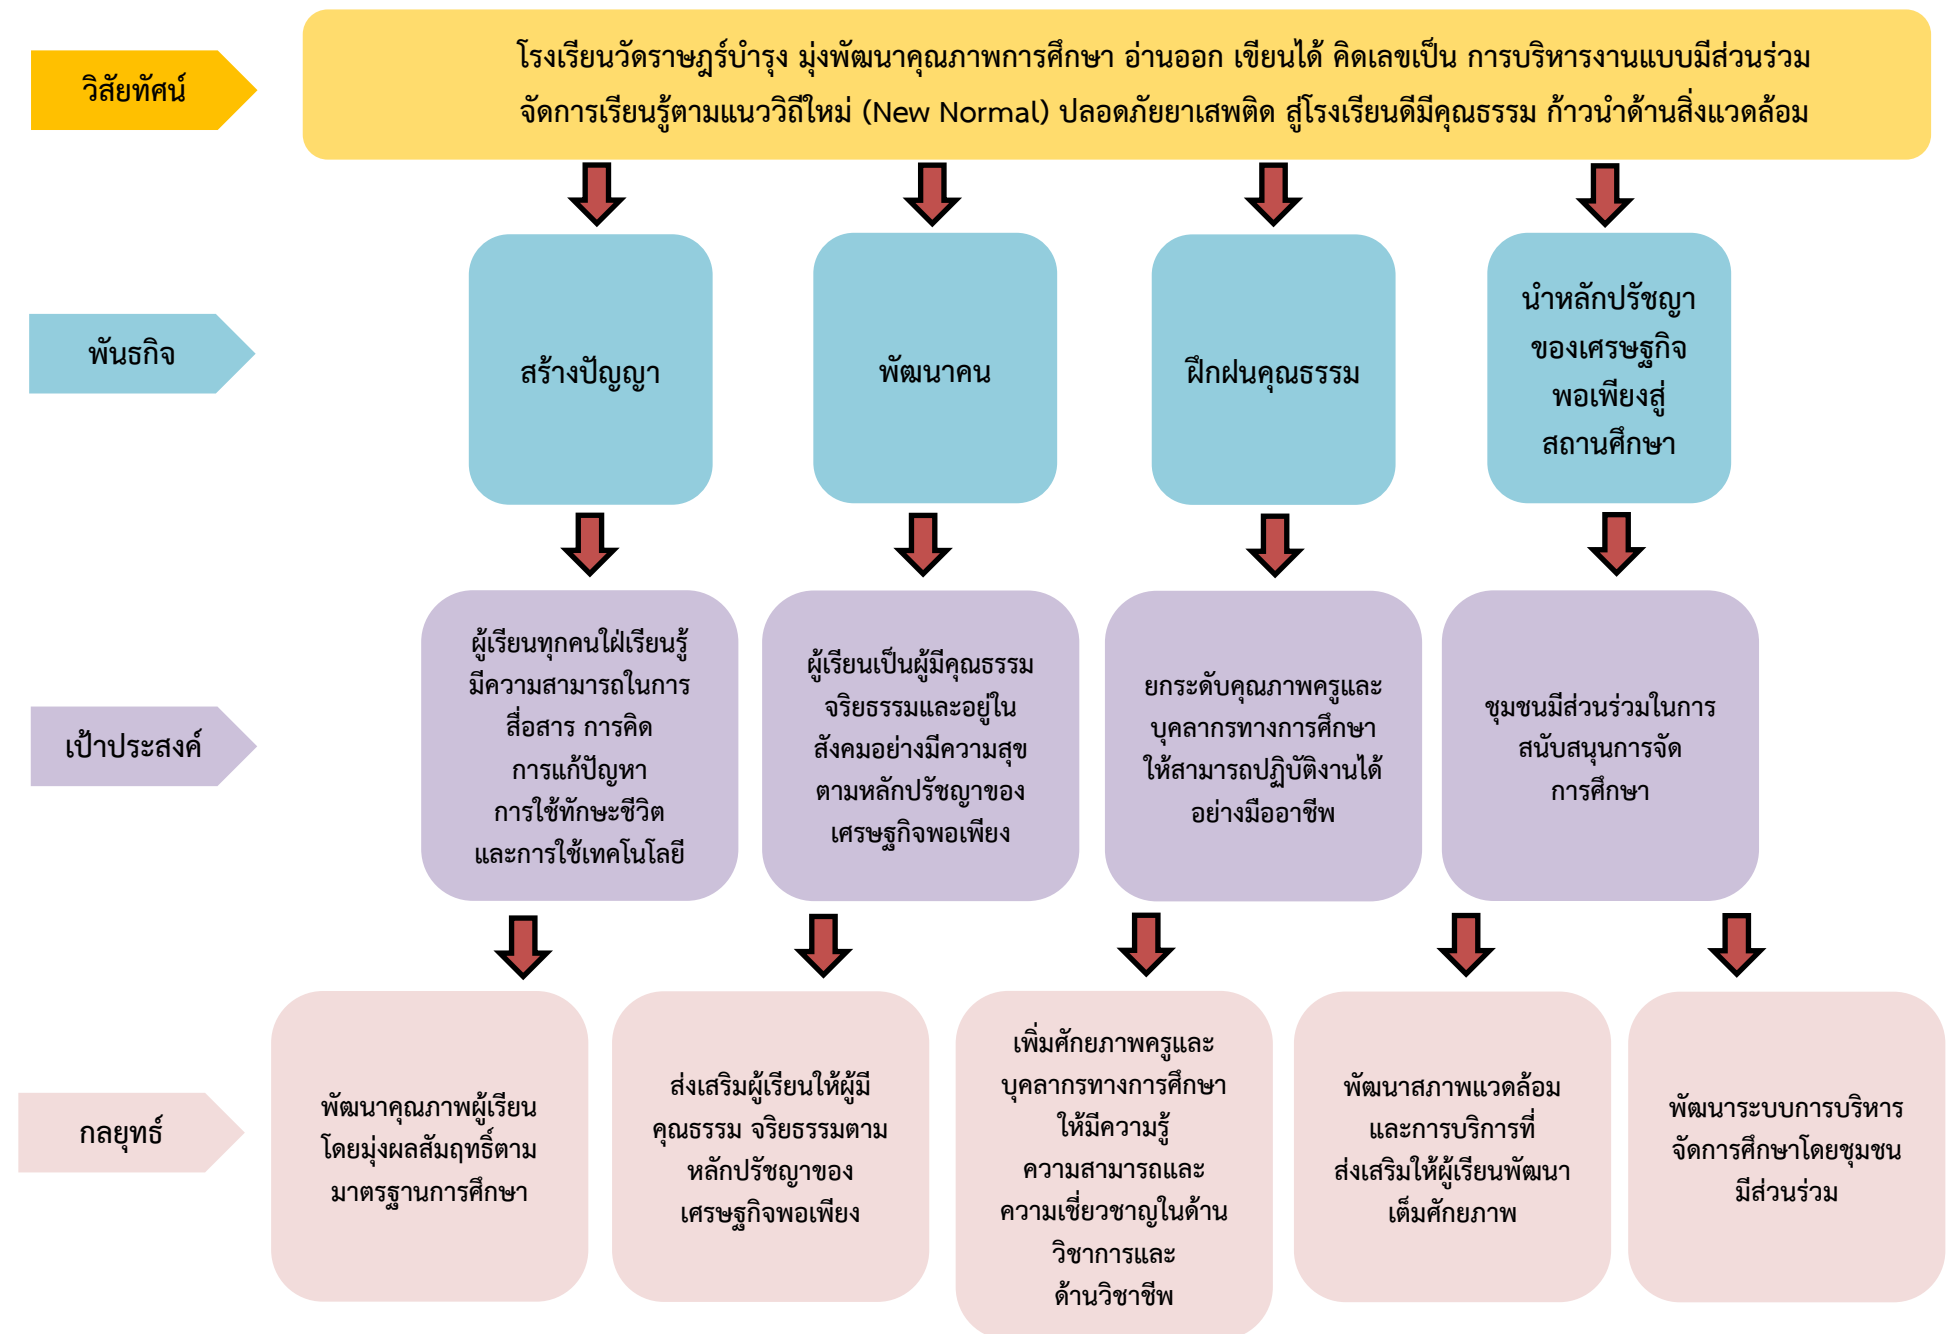 วิสัยทัศน์
โรงเรียนวัดราษฎร์บำรุง มุ่งพัฒนาคุณภาพการศึกษา อ่านออก เขียนได้ คิดเลขเป็น การบริหารงานแบบมีส่วนร่วม
จัดการเรียนรู้ตามแนววิถีใหม่ (New Normal) ปลอดภัยยาเสพติด สู่โรงเรียนดีมีคุณธรรม ก้าวนำด้านสิ่งแวดล้อม
พันธกิจ
สร้างปัญญา
พัฒนาคน
ฝึกฝนคุณธรรม
นำหลักปรัชญา
ของเศรษฐกิจ
พอเพียงสู่
สถานศึกษา
เป้าประสงค์
ผู้เรียนทุกคนใฝ่เรียนรู้
มีความสามารถในการ
สื่อสาร การคิด
การแก้ปัญหา
การใช้ทักษะชีวิต
และการใช้เทคโนโลยี
ผู้เรียนเป็นผู้มีคุณธรรม
จริยธรรมและอยู่ใน
สังคมอย่างมีความสุข
ตามหลักปรัชญาของ
เศรษฐกิจพอเพียง
ยกระดับคุณภาพครูและ
บุคลากรทางการศึกษา
ให้สามารถปฏิบัติงานได้
อย่างมืออาชีพ
ชุมชนมีส่วนร่วมในการ
สนับสนุนการจัด
การศึกษา
กลยุทธ์
พัฒนาคุณภาพผู้เรียน
โดยมุ่งผลสัมฤทธิ์ตาม
มาตรฐานการศึกษา
ส่งเสริมผู้เรียนให้ผู้มี
คุณธรรม จริยธรรมตาม
หลักปรัชญาของ
เศรษฐกิจพอเพียง
เพิ่มศักยภาพครูและ
บุคลากรทางการศึกษา
ให้มีความรู้
ความสามารถและ
ความเชี่ยวชาญในด้าน
วิชาการและ
ด้านวิชาชีพ
พัฒนาสภาพแวดล้อม
และการบริการที่
ส่งเสริมให้ผู้เรียนพัฒนา
เต็มศักยภาพ
พัฒนาระบบการบริหาร
จัดการศึกษาโดยชุมชน
มีส่วนร่วม